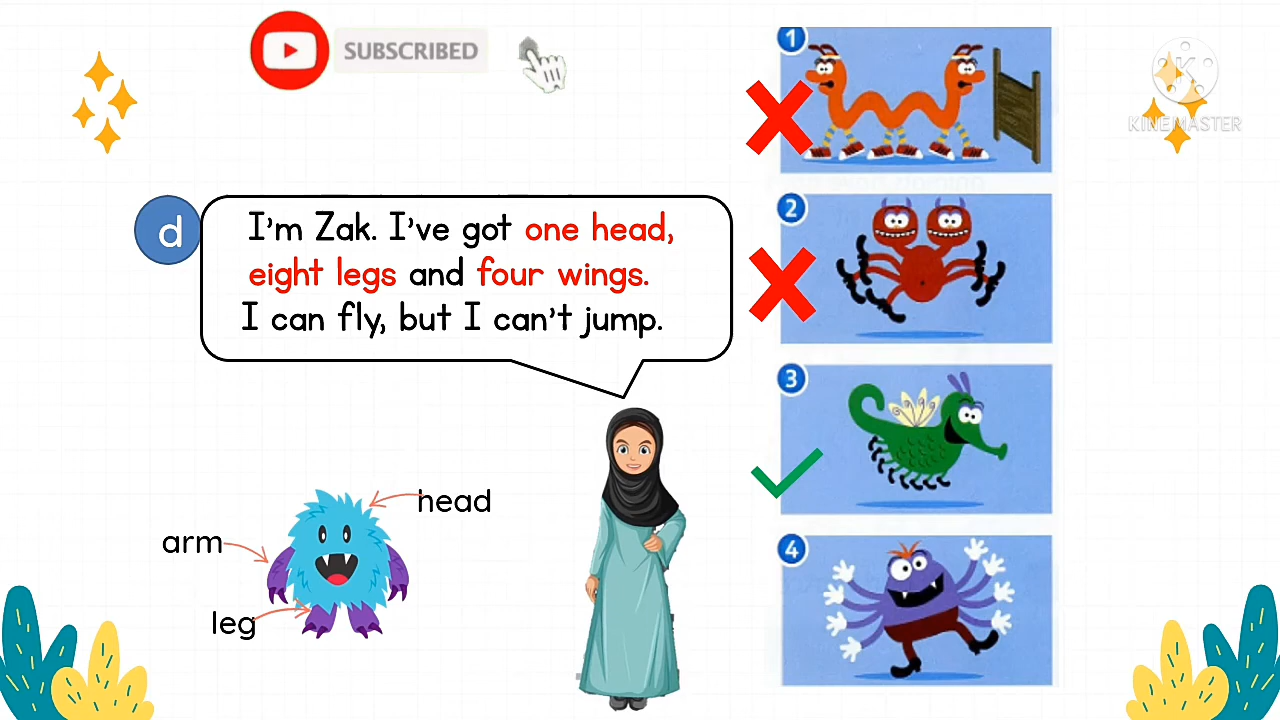 SUBSCRIBED
KINEMASTER
d
I'm Zak. I've got one head,
eight legs and four wings.
I can fly, but I can't jump.
head
arm
leg
1
2
3
4